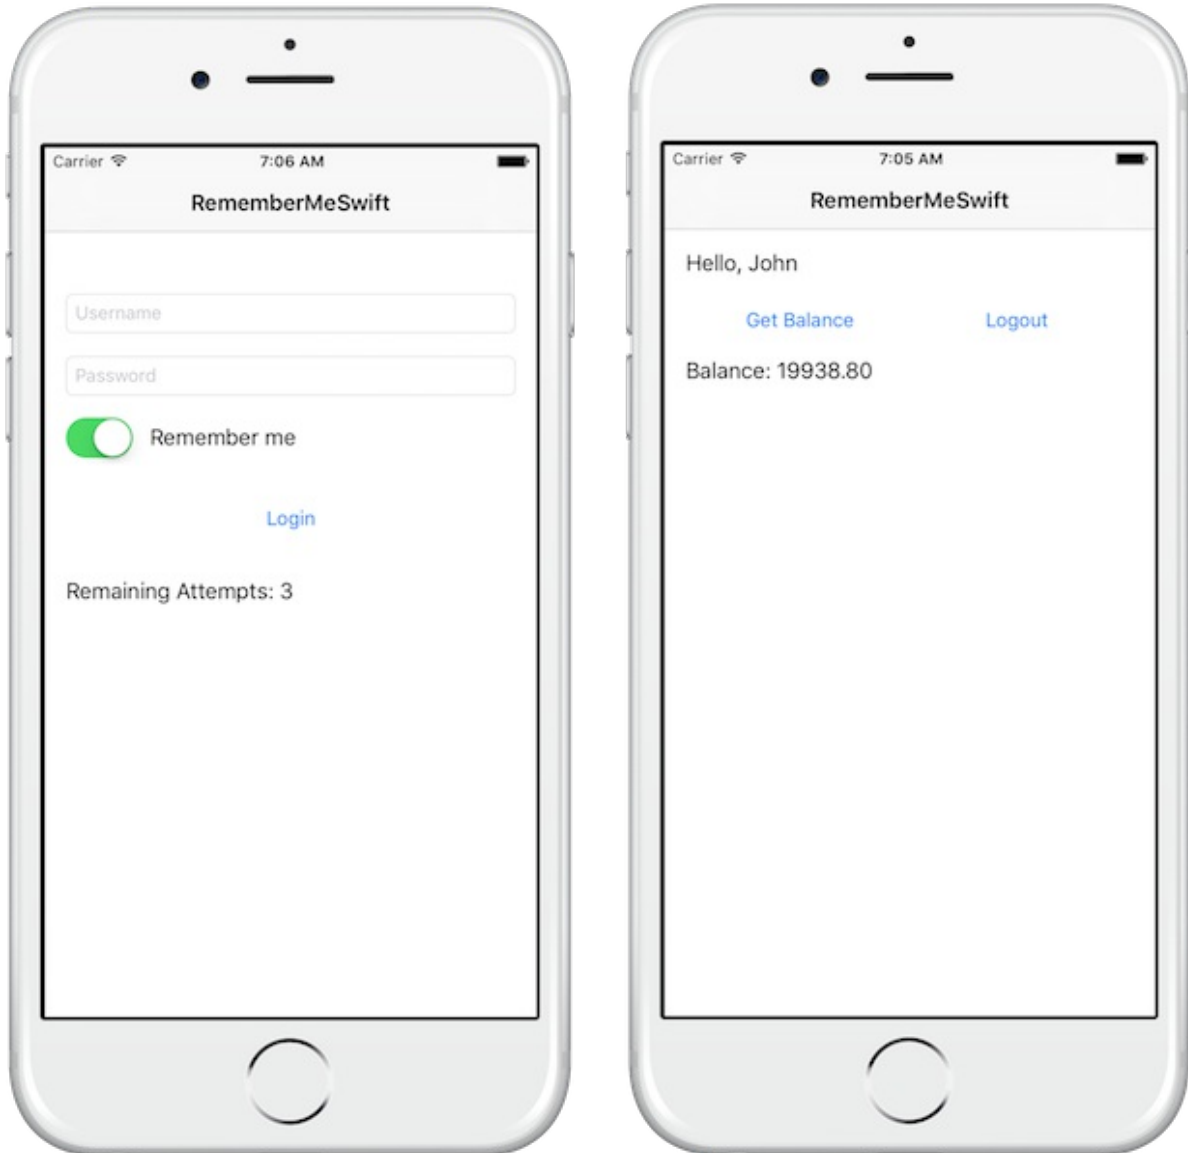 Carrier 7:06 AM
RememberMeSwift
Username
Password
Remember me
Login
Remaining Attempts: 3
Carrier 7:05 AM
RememberMeSwift
Hello, John
Get Balance Logout
Balance: 19938.80